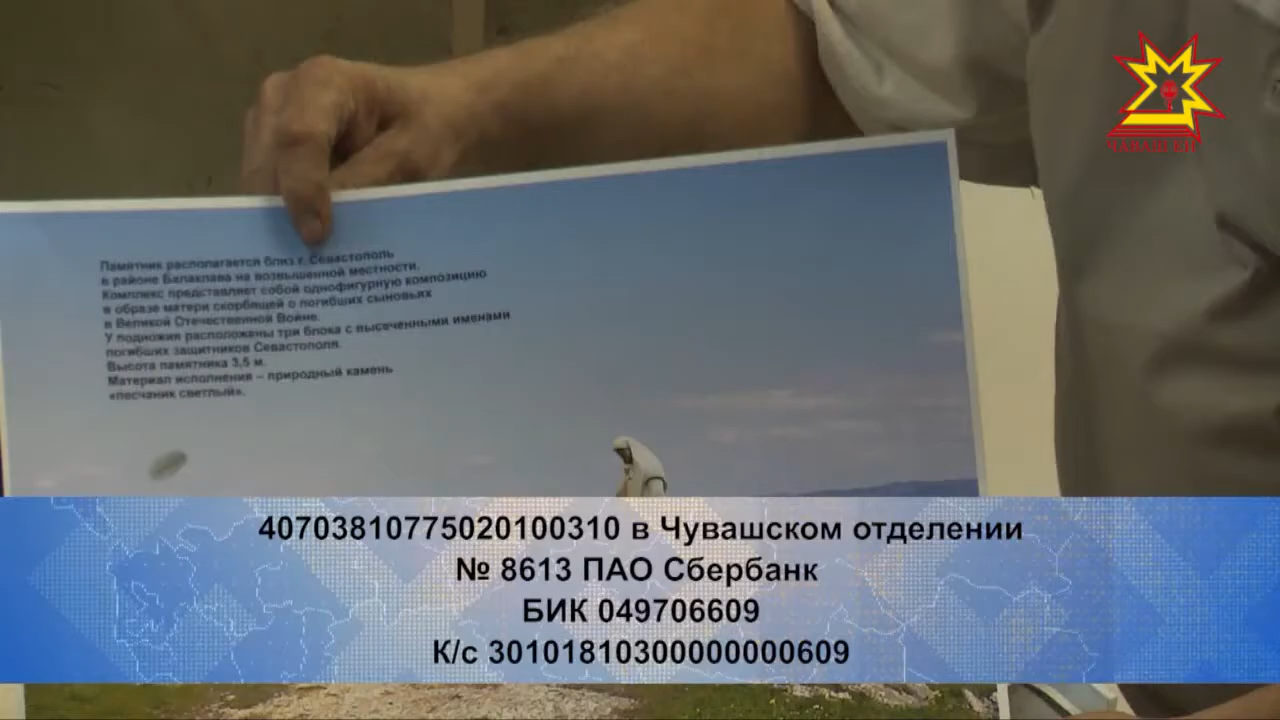 ЧӐВАШ ЕН
Памятник располагается близ г. Севастополь
в районе Балаклава на возвышенной местности.
Комплекс представляет собой однофигурную композицию
в образе матери скорбящей о погибших сыновьях
в Великой Отечественной Войне.
У подножия расположены три блока с высеченными именами
погибших защитников Севастополя.
Высота памятника 3,5 м.
Материал исполнения – природный камень
«песчаник светлый».
40703810775020100310 в Чувашском отделении
№ 8613 ПАО Сбербанк
БИК 049706609
К/с 30101810300000000609